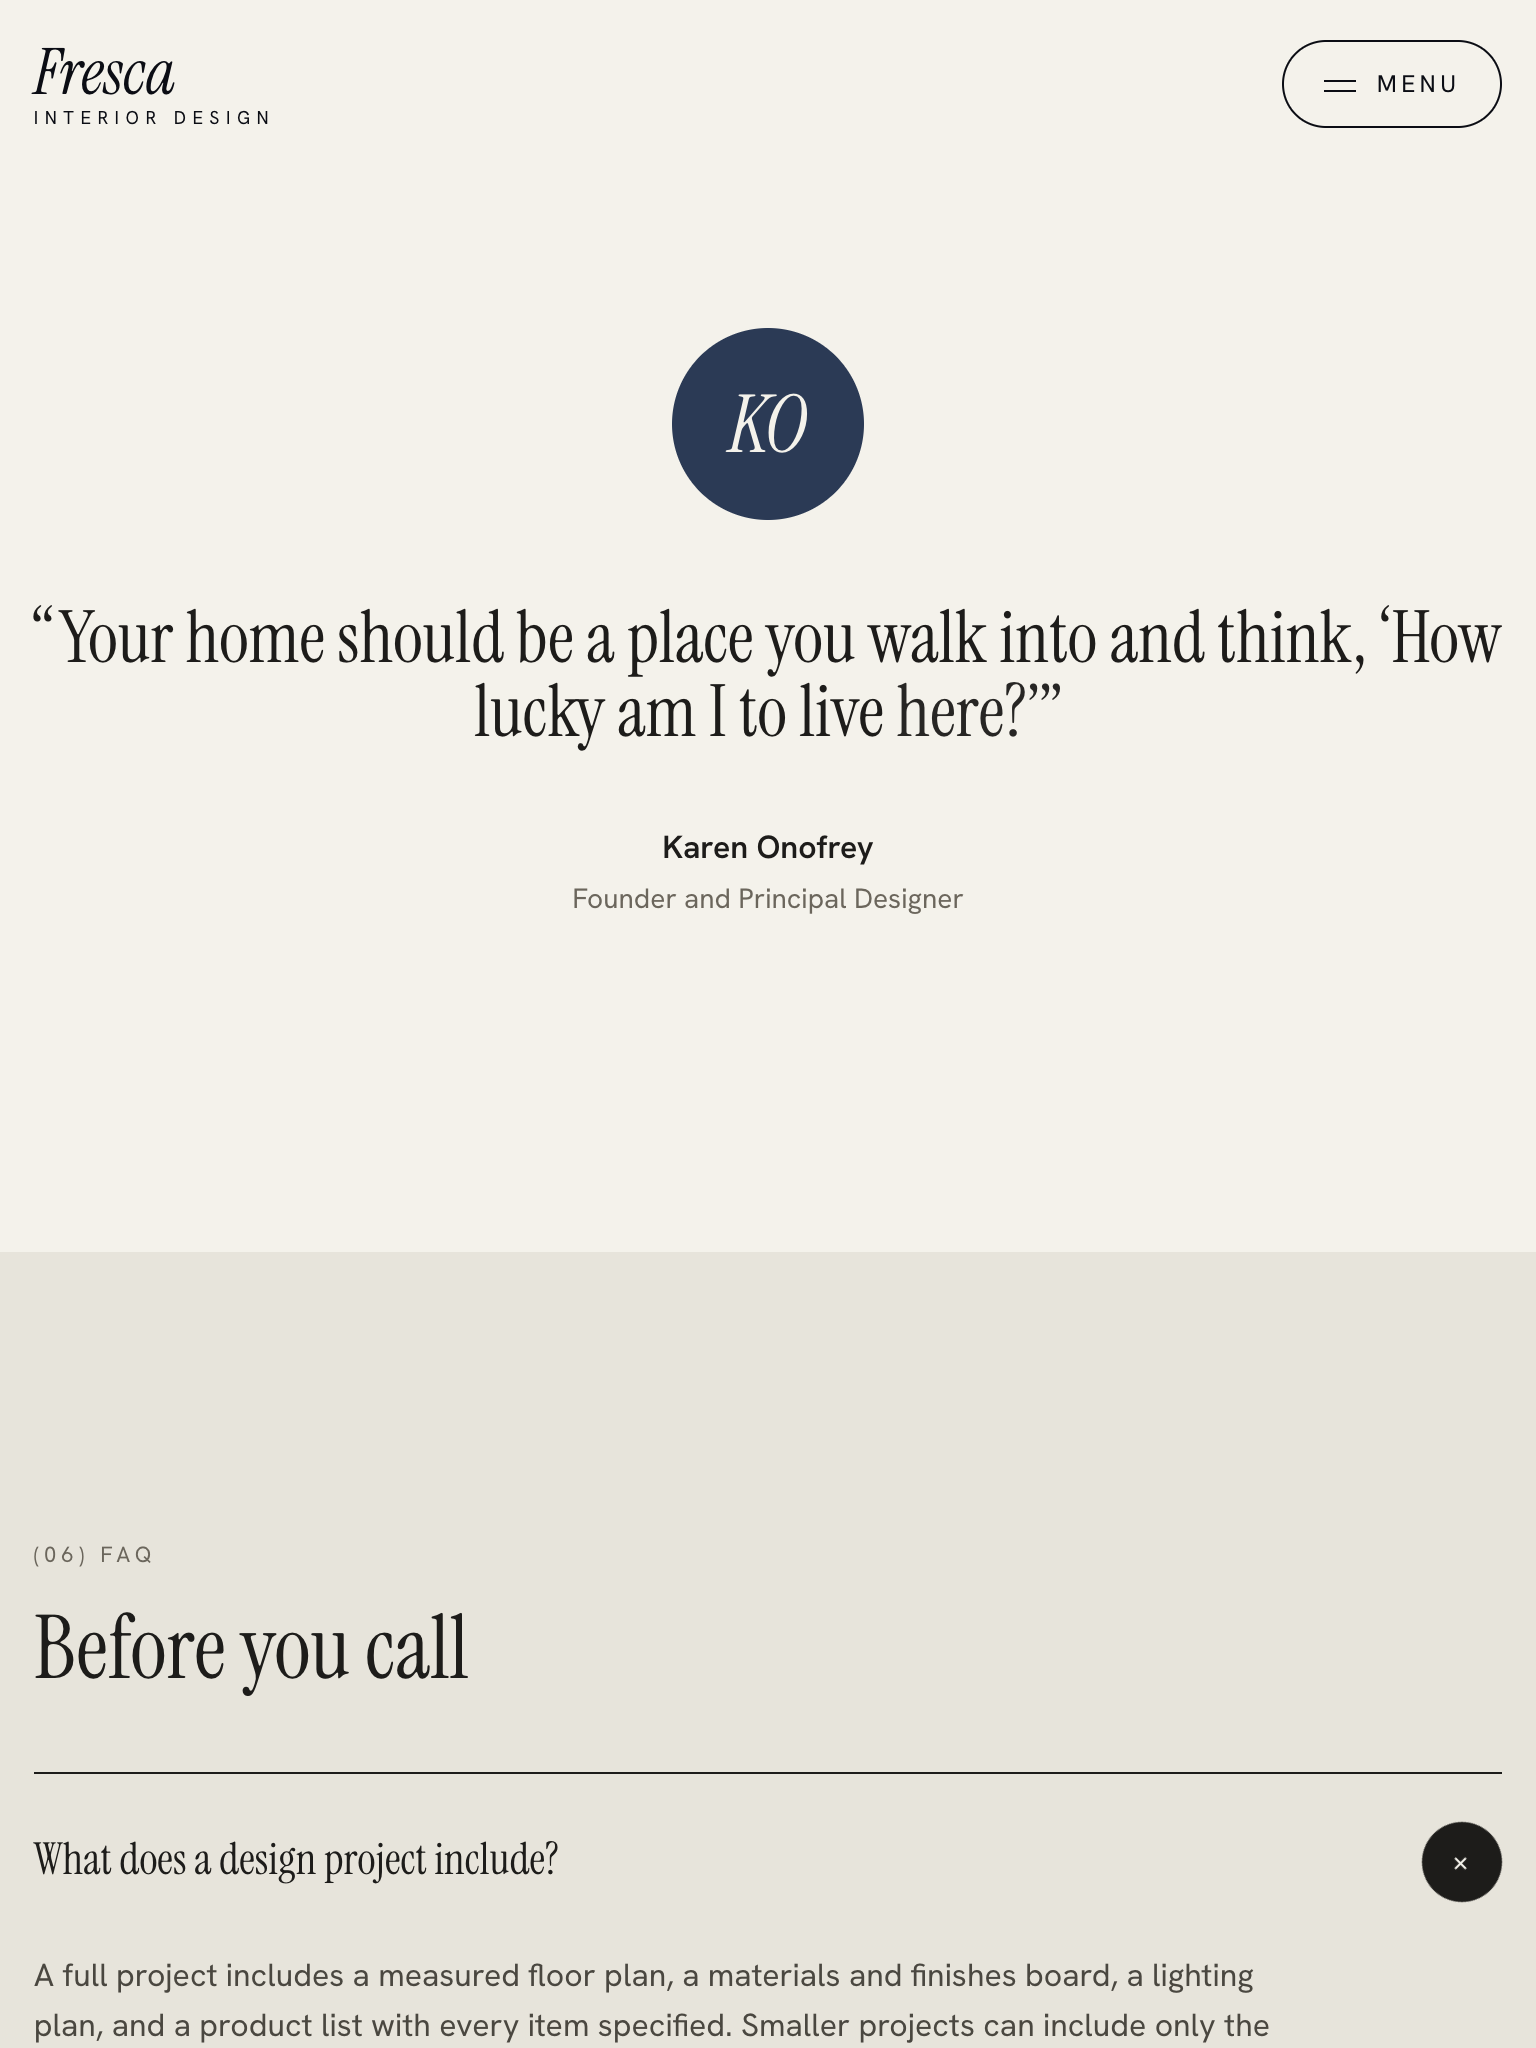 Fresca
INTERIOR DESIGN
MENU
KO
“Your home should be a place you walk into and think, ‘How
lucky am I to live here?’”
Karen Onofrey
Founder and Principal Designer
(06) FAQ
Before you call
What does a design project include?
A full project includes a measured floor plan, a materials and finishes board, a lighting
plan, and a product list with every item specified. Smaller projects can include only the